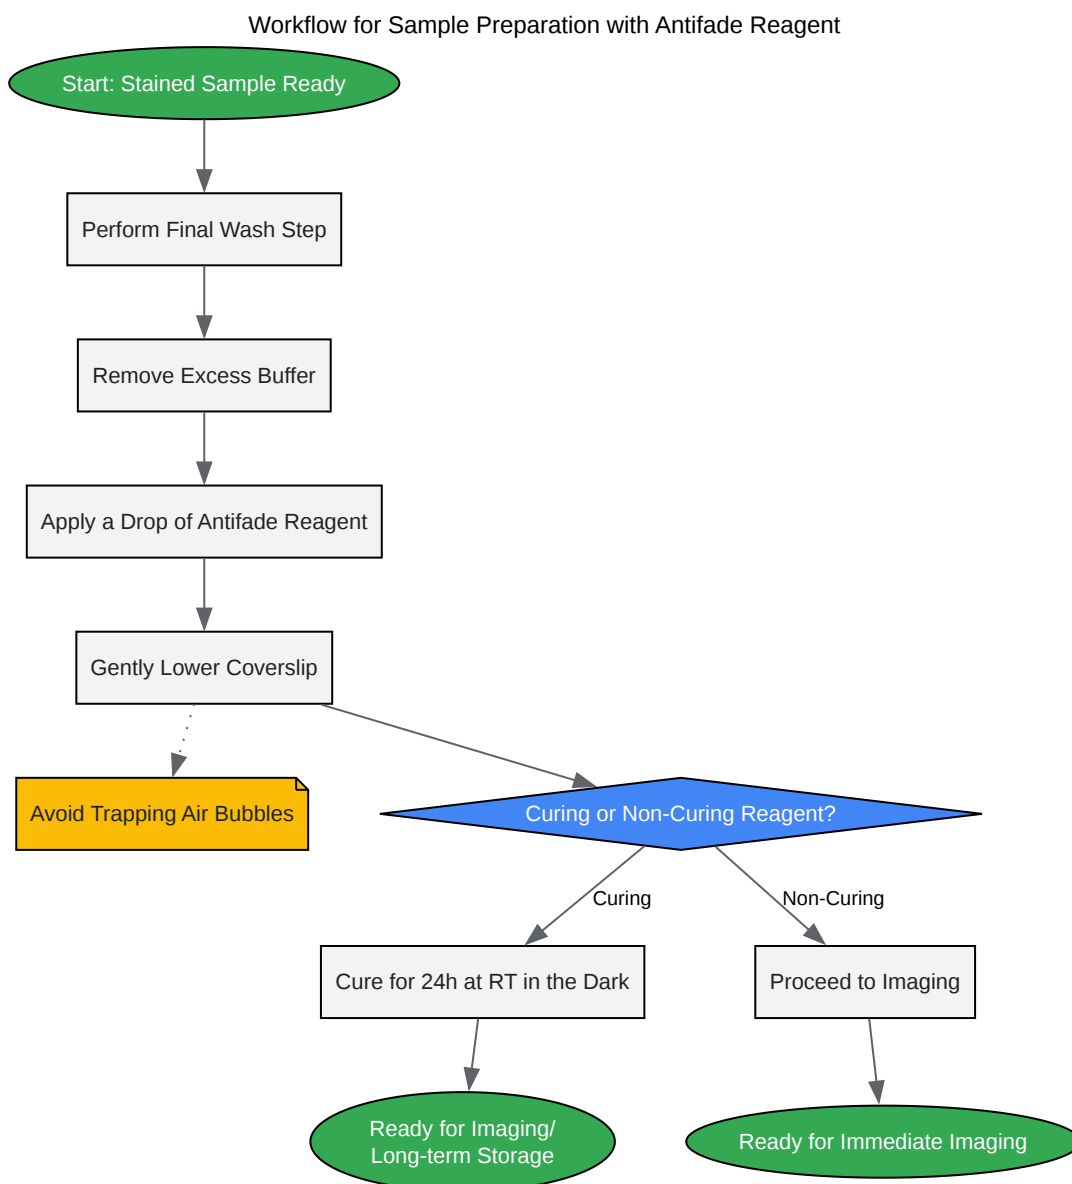 Workflow for Sample Preparation with Antifade Reagent
Start: Stained Sample Ready
Perform Final Wash Step
Remove Excess Buffer
Apply a Drop of Antifade Reagent
Gently Lower Coverslip
Avoid Trapping Air Bubbles
Curing or Non-Curing Reagent?
Curing
Non-Curing
Cure for 24h at RT in the Dark
Proceed to Imaging
Ready for Imaging/
Long-term Storage
Ready for Immediate Imaging